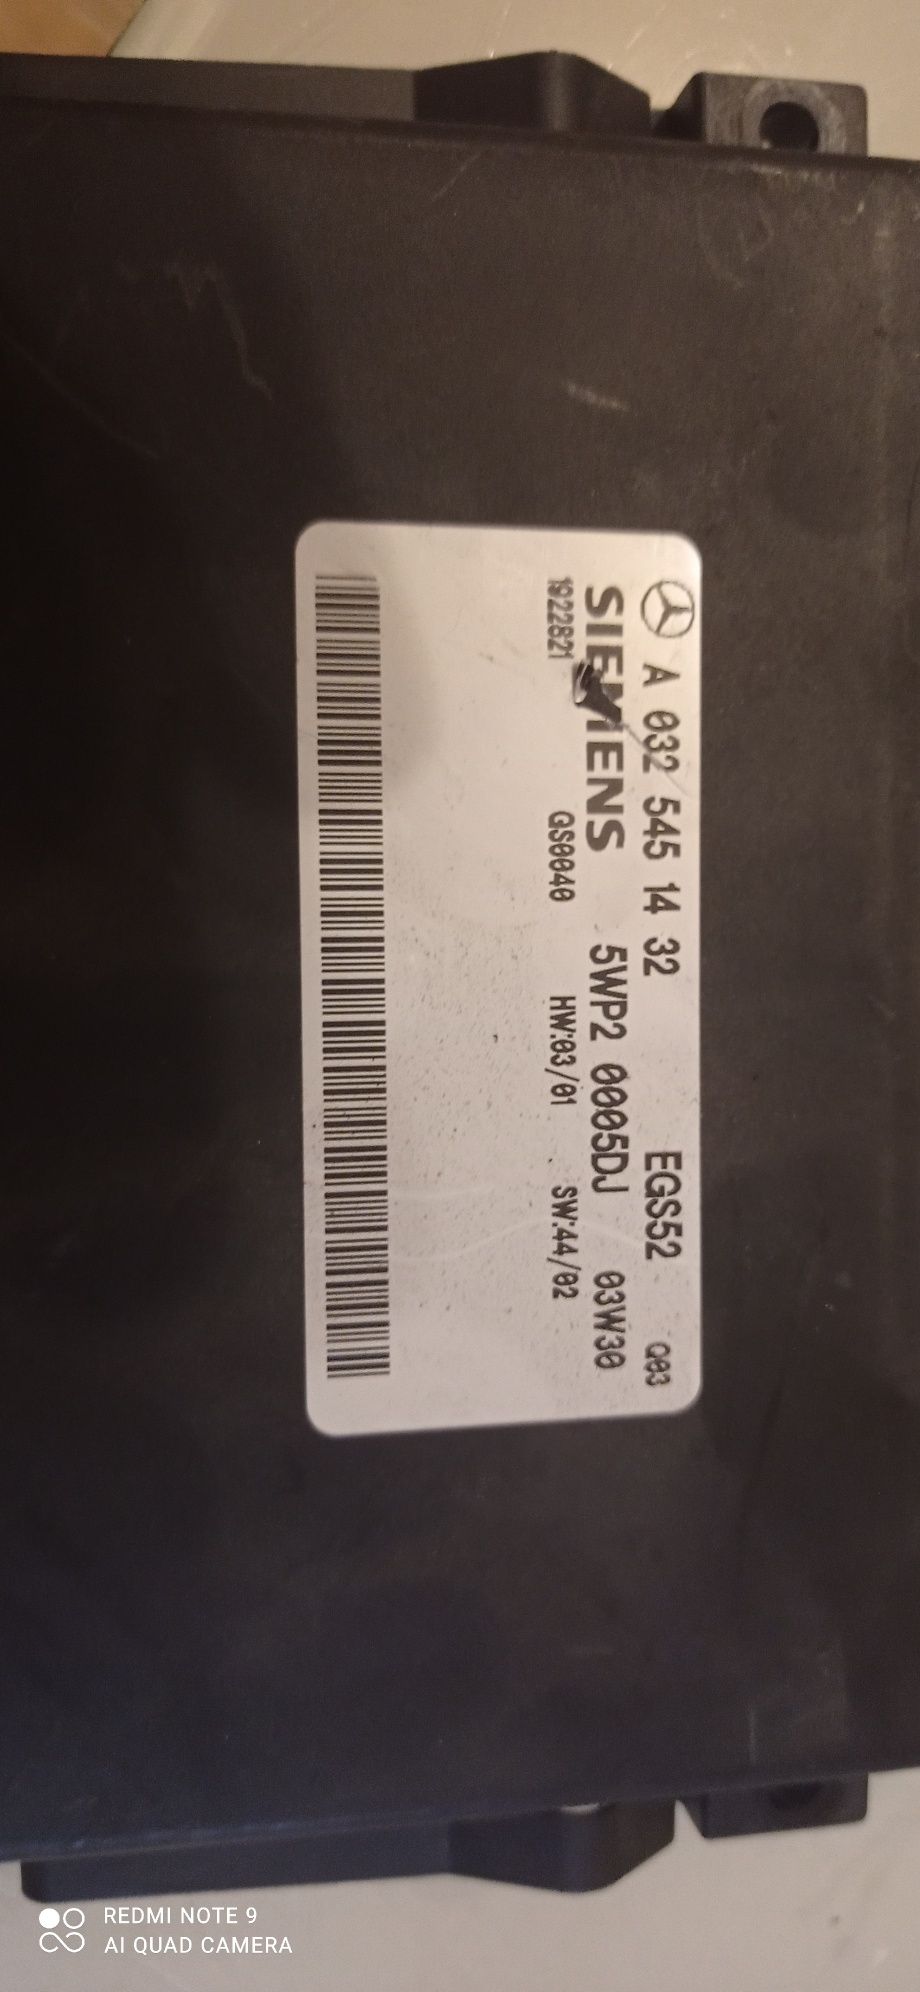 A 032 545 14 32 EGS52 Q03
SIEMENS 5WP2 0005DJ 03W30
1922821 GS0040 HW:03/01 SW:44/02
REDMI NOTE 9
AI QUAD CAMERA